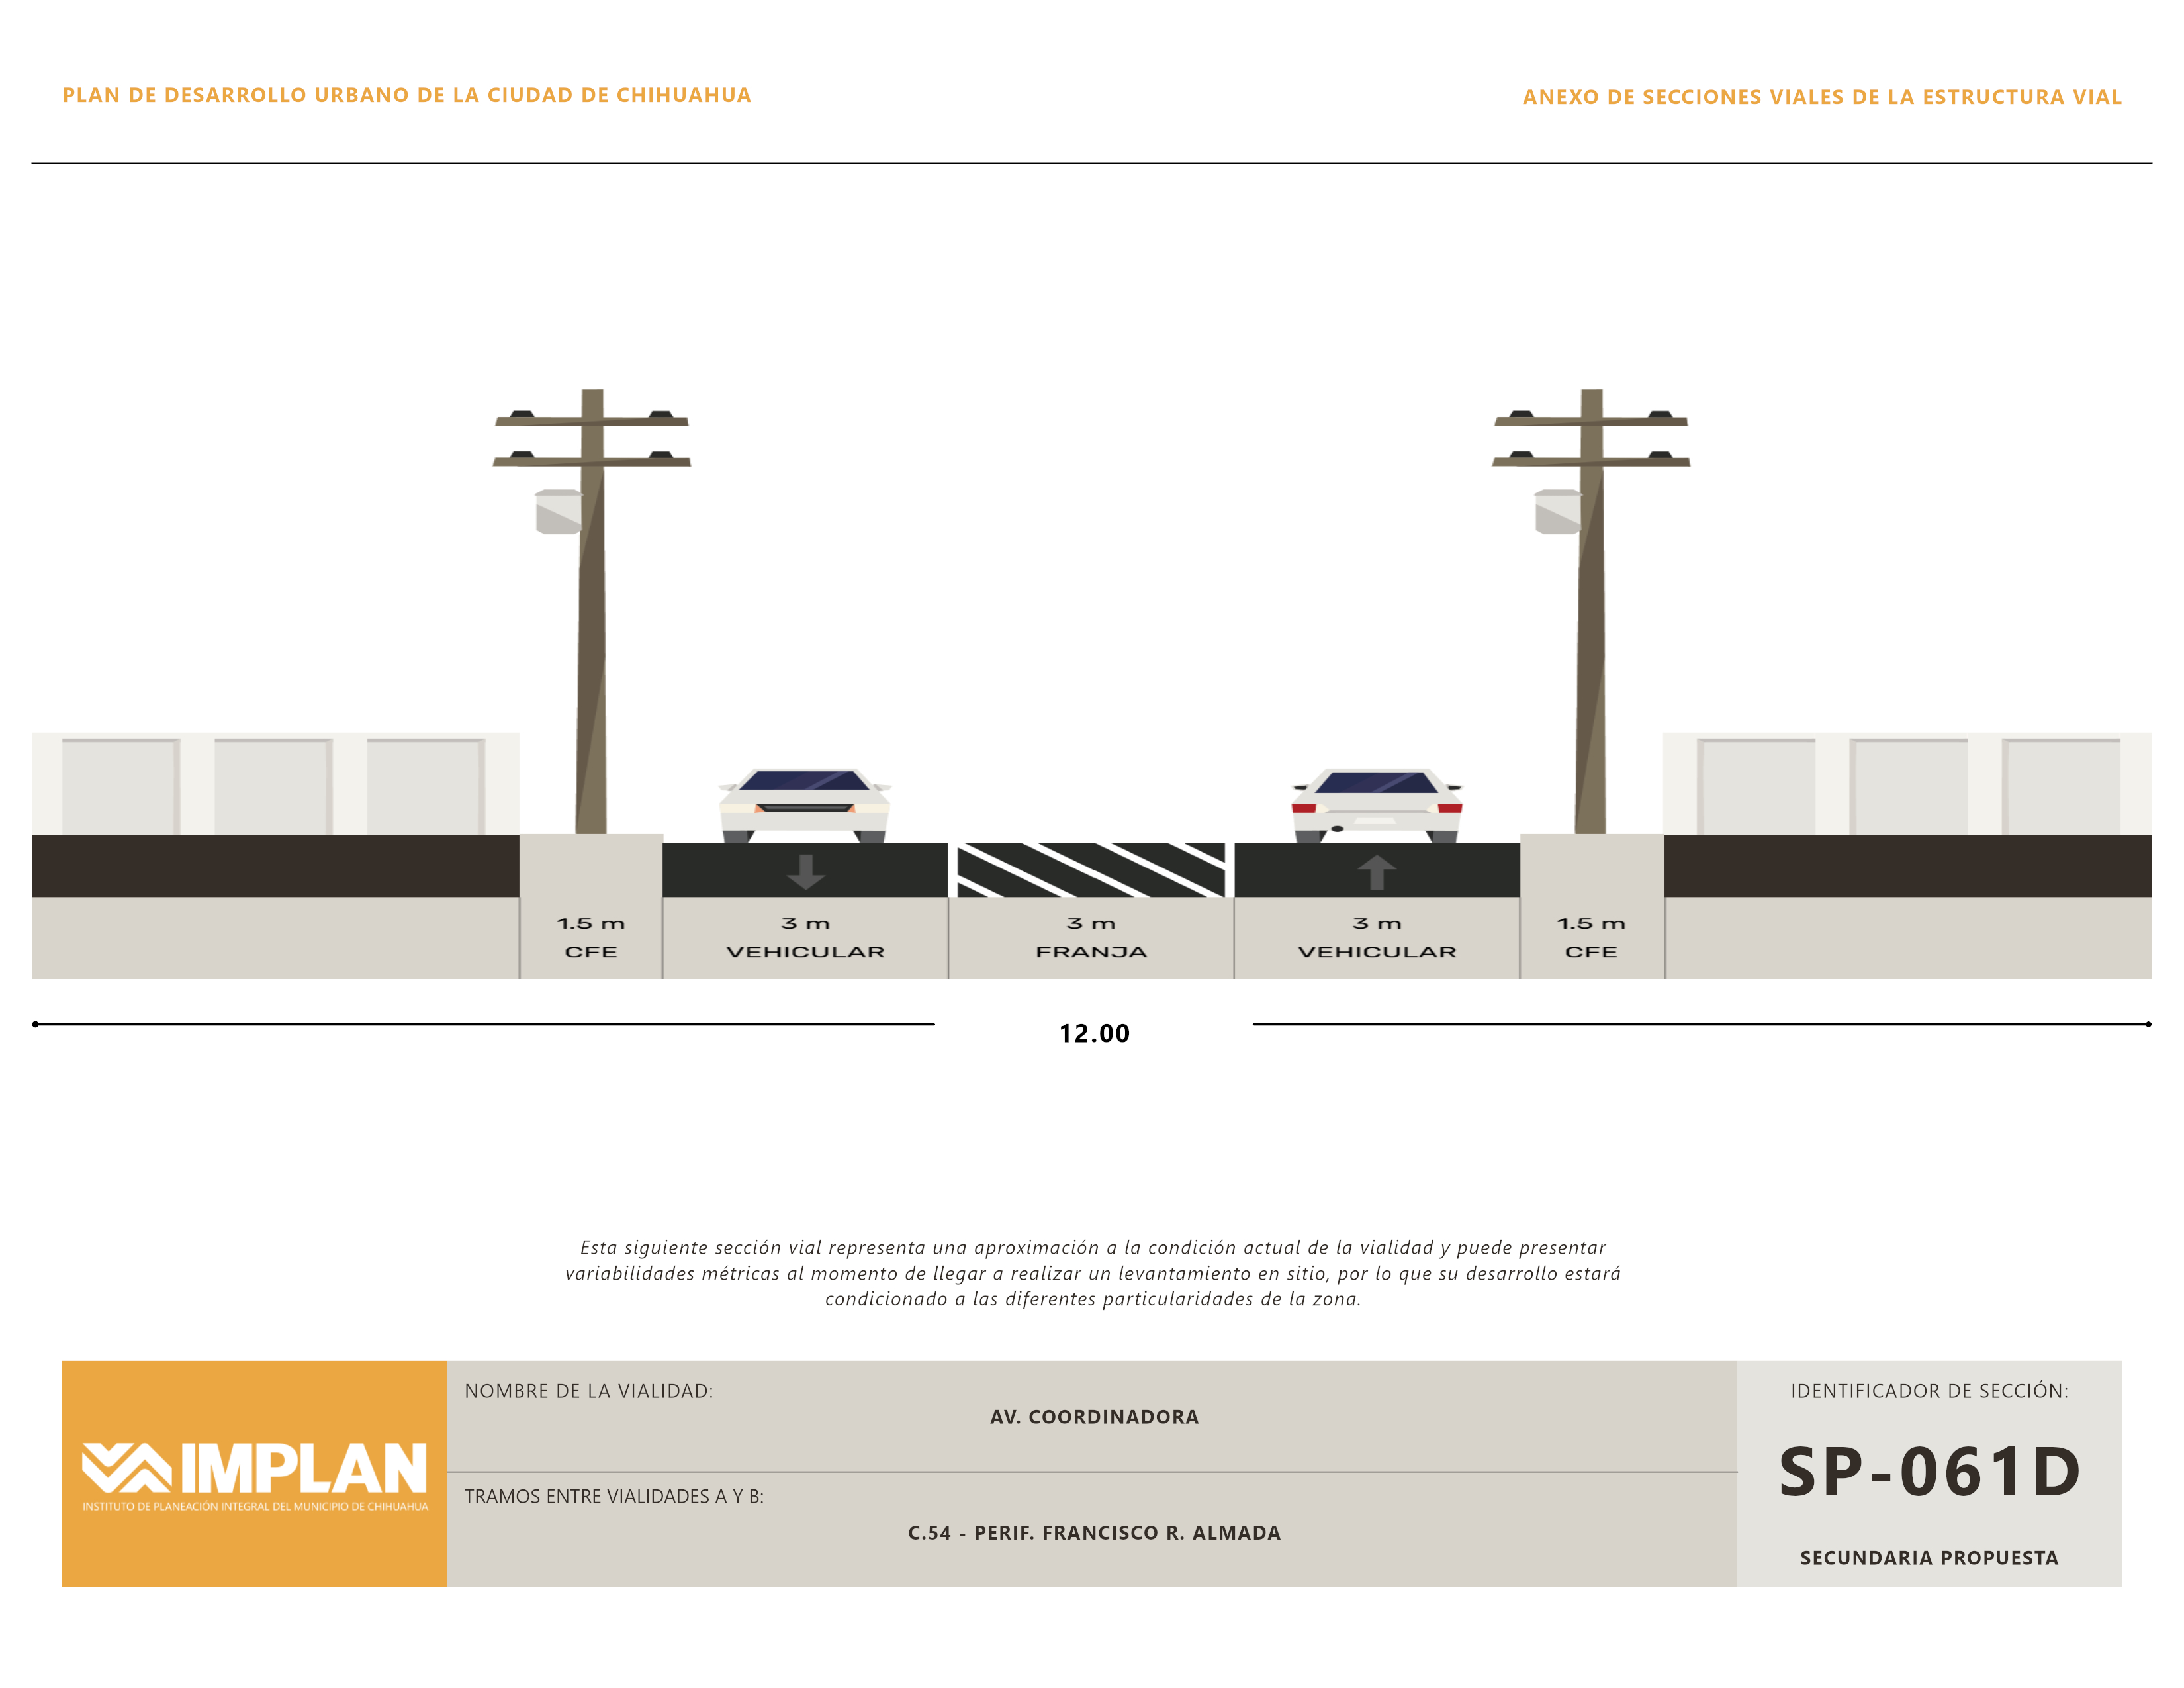 PLAN DE DESARROLLO URBANO DE LA CIUDAD DE CHIHUAHUA
ANEXO DE SECCIONES VIALES DE LA ESTRUCTURA VIAL
1.5 m
CFE
3 m
VEHICULAR
3 m
FRANJA
3 m
VEHICULAR
1.5 m
CFE
12.00
Esta siguiente sección vial representa una aproximación a la condición actual de la vialidad y puede presentar
variabilidades métricas al momento de llegar a realizar un levantamiento en sitio, por lo que su desarrollo estará
condicionado a las diferentes particularidades de la zona.
IMPLAN
INSTITUTO DE PLANEACIÓN INTEGRAL DEL MUNICIPIO DE CHIHUAHUA
NOMBRE DE LA VIALIDAD:
AV. COORDINADORA
TRAMOS ENTRE VIALIDADES A Y B:
C.54 - PERIF. FRANCISCO R. ALMADA
IDENTIFICADOR DE SECCIÓN:
SP-061D
SECUNDARIA PROPUESTA